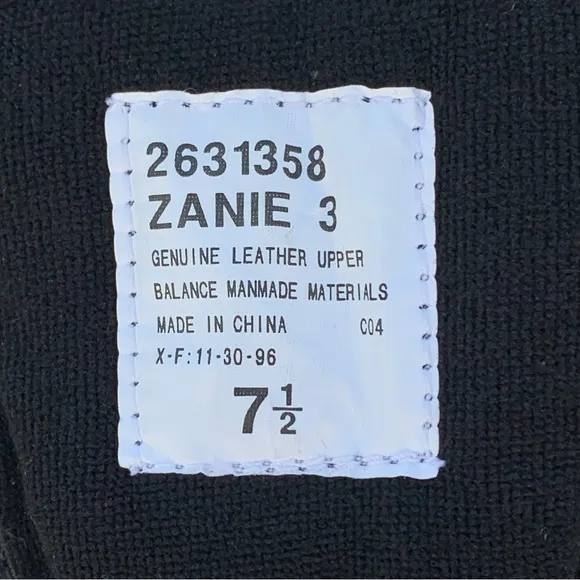 2631358
ZANIE 3
GENUINE LEATHER UPPER
BALANCE MANMADE MATERIALS
MADE IN CHINA C04
X-F:11-30-96
7 1/2